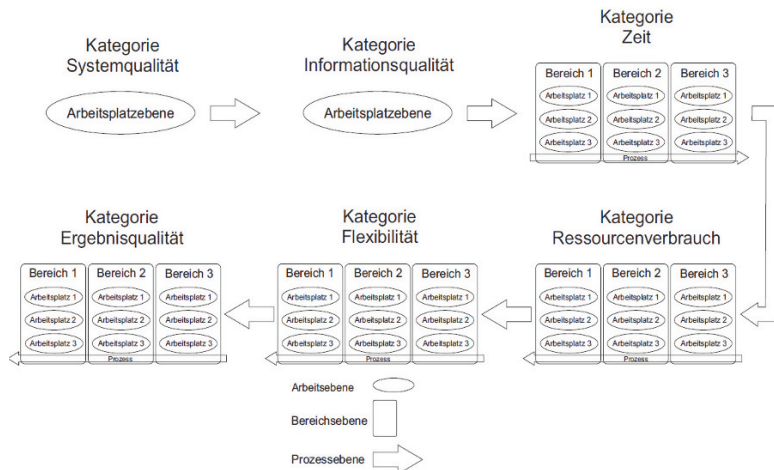 Kategorie
Systemqualität
Arbeitsplatzebene
Kategorie
Informationsqualität
Arbeitsplatzebene
Kategorie
Zeit
Bereich 1 Bereich 2 Bereich 3
Arbeitsplatz 1 Arbeitsplatz 1 Arbeitsplatz 1
Arbeitsplatz 2 Arbeitsplatz 2 Arbeitsplatz 2
Arbeitsplatz 3 Arbeitsplatz 3 Arbeitsplatz 3
Prozess
Kategorie
Ergebnisqualität
Bereich 1 Bereich 2 Bereich 3
Arbeitsplatz 1 Arbeitsplatz 1 Arbeitsplatz 1
Arbeitsplatz 2 Arbeitsplatz 2 Arbeitsplatz 2
Arbeitsplatz 3 Arbeitsplatz 3 Arbeitsplatz 3
Prozess
Kategorie
Flexibilität
Bereich 1 Bereich 2 Bereich 3
Arbeitsplatz 1 Arbeitsplatz 1 Arbeitsplatz 1
Arbeitsplatz 2 Arbeitsplatz 2 Arbeitsplatz 2
Arbeitsplatz 3 Arbeitsplatz 3 Arbeitsplatz 3
Prozess
Kategorie
Ressourcenverbrauch
Bereich 1 Bereich 2 Bereich 3
Arbeitsplatz 1 Arbeitsplatz 1 Arbeitsplatz 1
Arbeitsplatz 2 Arbeitsplatz 2 Arbeitsplatz 2
Arbeitsplatz 3 Arbeitsplatz 3 Arbeitsplatz 3
Prozess
Arbeitsebene
Bereichsebene
Prozessebene